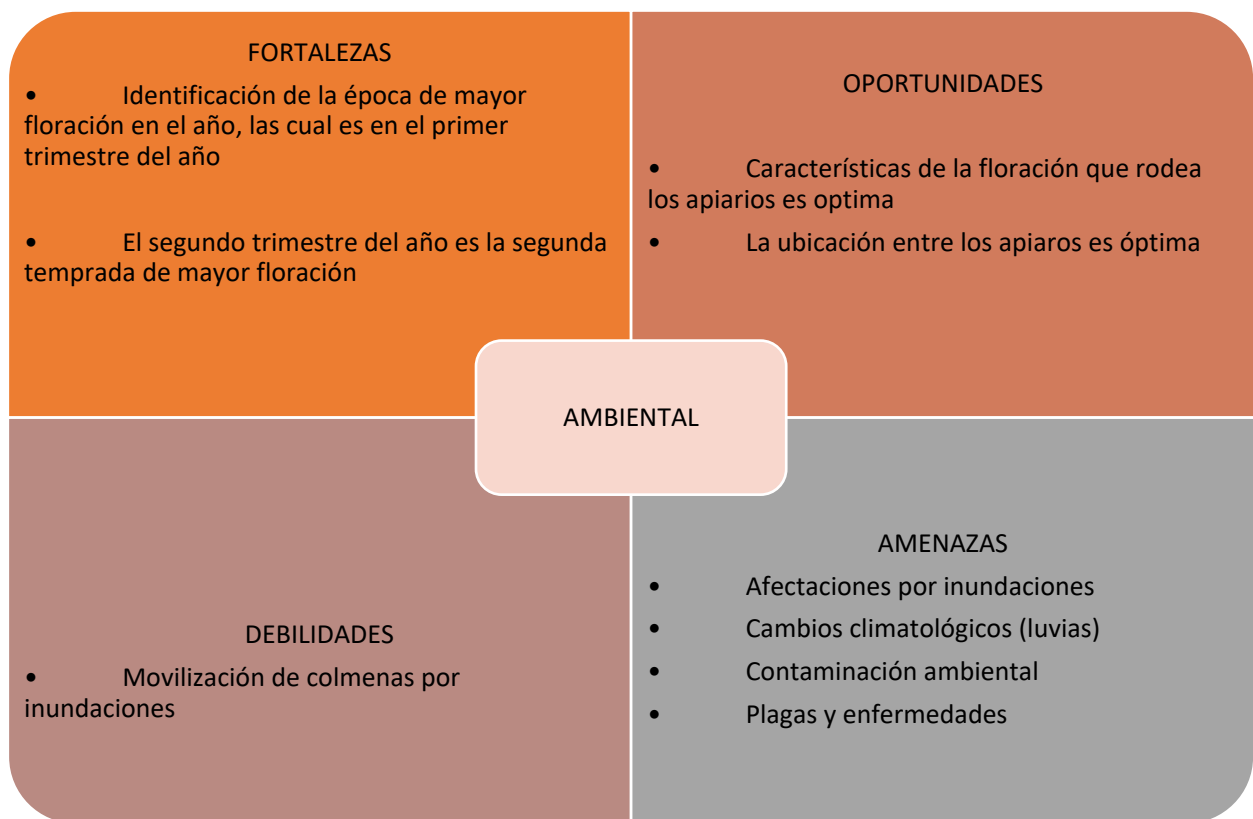 FORTALEZAS
• Identificación de la época de mayor
floración en el año, las cual es en el primer
trimestre del año
• El segundo trimestre del año es la segunda
temprada de mayor floración
OPORTUNIDADES
• Características de la floración que rodea
los apiarios es optima
• La ubicación entre los apiaros es óptima
AMBIENTAL
DEBILIDADES
• Movilización de colmenas por
inundaciones
AMENAZAS
• Afectaciones por inundaciones
• Cambios climatológicos (luvias)
• Contaminación ambiental
• Plagas y enfermedades